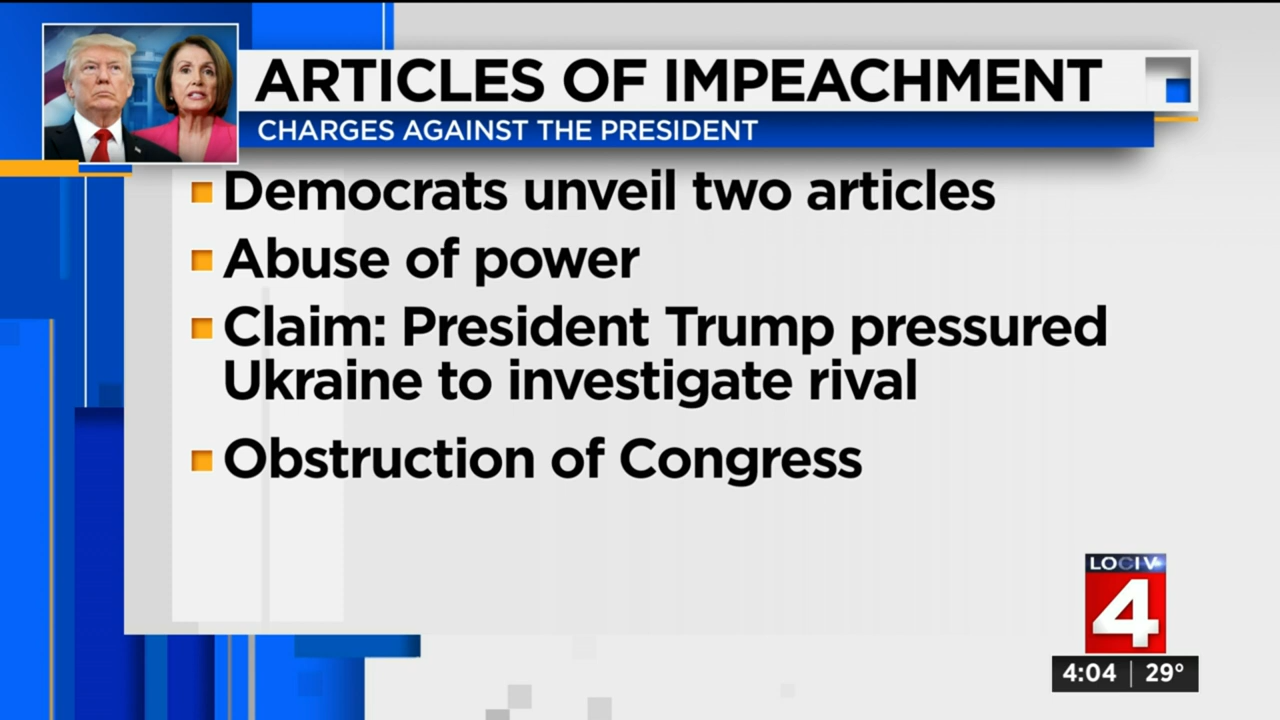 ARTICLES OF IMPEACHMENT
CHARGES AGAINST THE PRESIDENT
Democrats unveil two articles
Abuse of power
Claim: President Trump pressured
Ukraine to investigate rival
Obstruction of Congress
4
4:04 | 29°